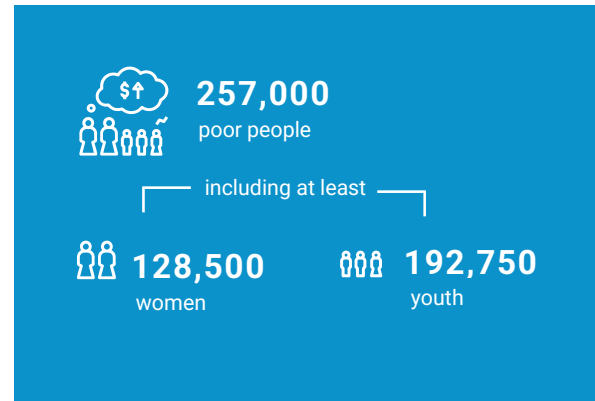 $↑
257,000
poor people
including at least
128,500
women
192,750
youth